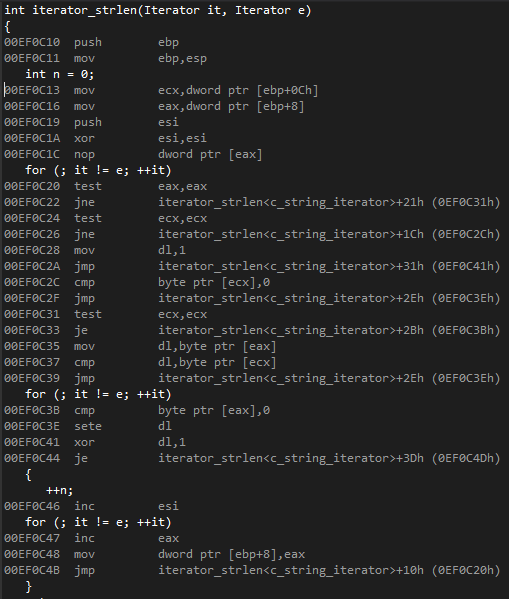 int iterator_strlen(Iterator it, Iterator e)
{
00EF0C10 push ebp
00EF0C11 mov ebp,esp
int n = 0;
00EF0C13 mov ecx,dword ptr [ebp+0Ch]
00EF0C16 mov eax,dword ptr [ebp+8]
00EF0C19 push esi
00EF0C1A xor esi,esi
00EF0C1C nop dword ptr [eax]
for (; it != e; ++it)
00EF0C20 test eax,eax
00EF0C22 jne iterator_strlen<c_string_iterator>+21h (0EF0C31h)
00EF0C24 test ecx,ecx
00EF0C26 jne iterator_strlen<c_string_iterator>+1Ch (0EF0C2Ch)
00EF0C28 mov dl,1
00EF0C2A jmp iterator_strlen<c_string_iterator>+31h (0EF0C41h)
00EF0C2C cmp byte ptr [ecx],0
00EF0C2F jmp iterator_strlen<c_string_iterator>+2Eh (0EF0C3Eh)
00EF0C31 test ecx,ecx
00EF0C33 je iterator_strlen<c_string_iterator>+2Bh (0EF0C3Bh)
00EF0C35 mov dl,byte ptr [eax]
00EF0C37 cmp dl,byte ptr [ecx]
00EF0C39 jmp iterator_strlen<c_string_iterator>+2Eh (0EF0C3Eh)
for (; it != e; ++it)
00EF0C3B cmp byte ptr [eax],0
00EF0C3E sete dl
00EF0C41 xor dl,1
00EF0C44 je iterator_strlen<c_string_iterator>+3Dh (0EF0C4Dh)
{
++n;
00EF0C46 inc esi
for (; it != e; ++it)
00EF0C47 inc eax
00EF0C48 mov dword ptr [ebp+8],eax
00EF0C4B jmp iterator_strlen<c_string_iterator>+10h (0EF0C20h)
}